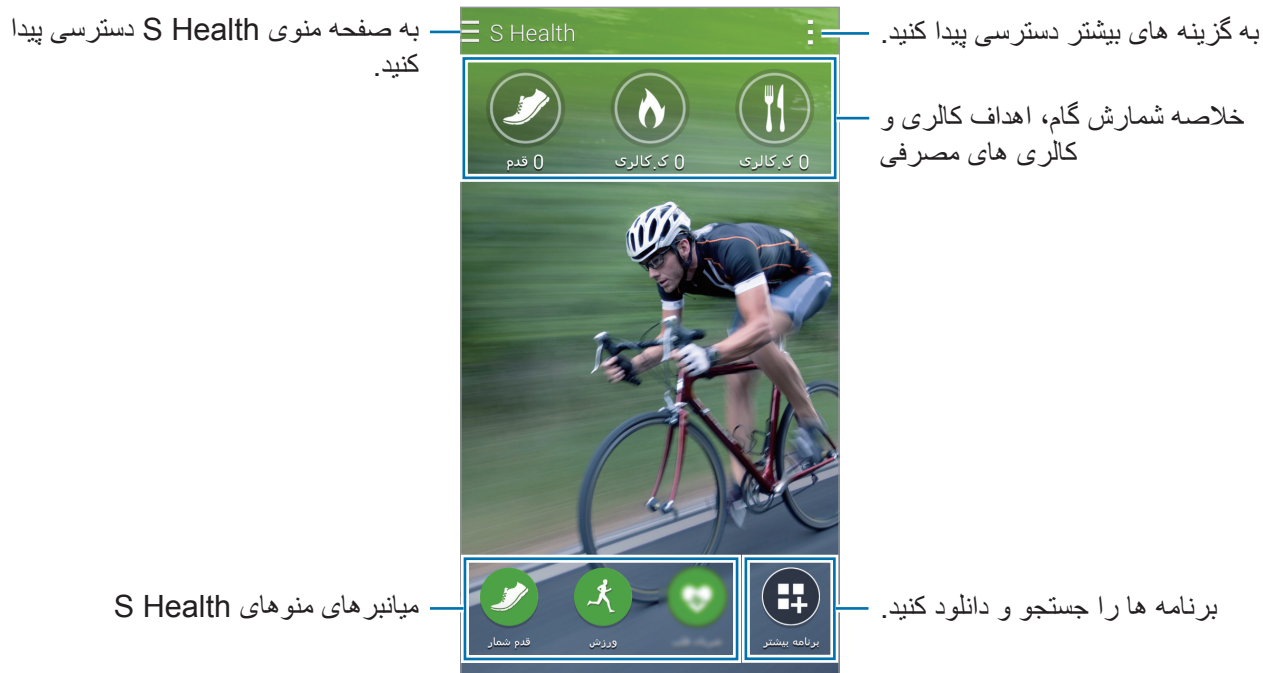 به صفحه منوی S Health دسترسی پیدا
کنید.
S Health
به گزینه های بیشتر دسترسی پیدا کنید.
خلاصه شمارش گام، اهداف کالری و
کالری های مصرفی
0 قدم
0 ک.کالری
0 ک.کالری
میانبرهای منوهای S Health
قدم شمار
ورزش
برنامه بیشتر
برنامه ها را جستجو و دانلود کنید.